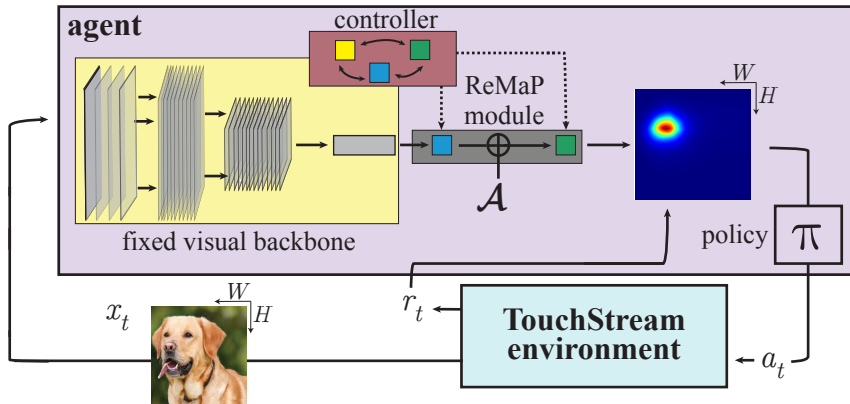 agent
controller
ReMaP
module
W
H
𝒜
fixed visual backbone
policy
π
x_t
W
H
r_t
TouchStream
environment
a_t